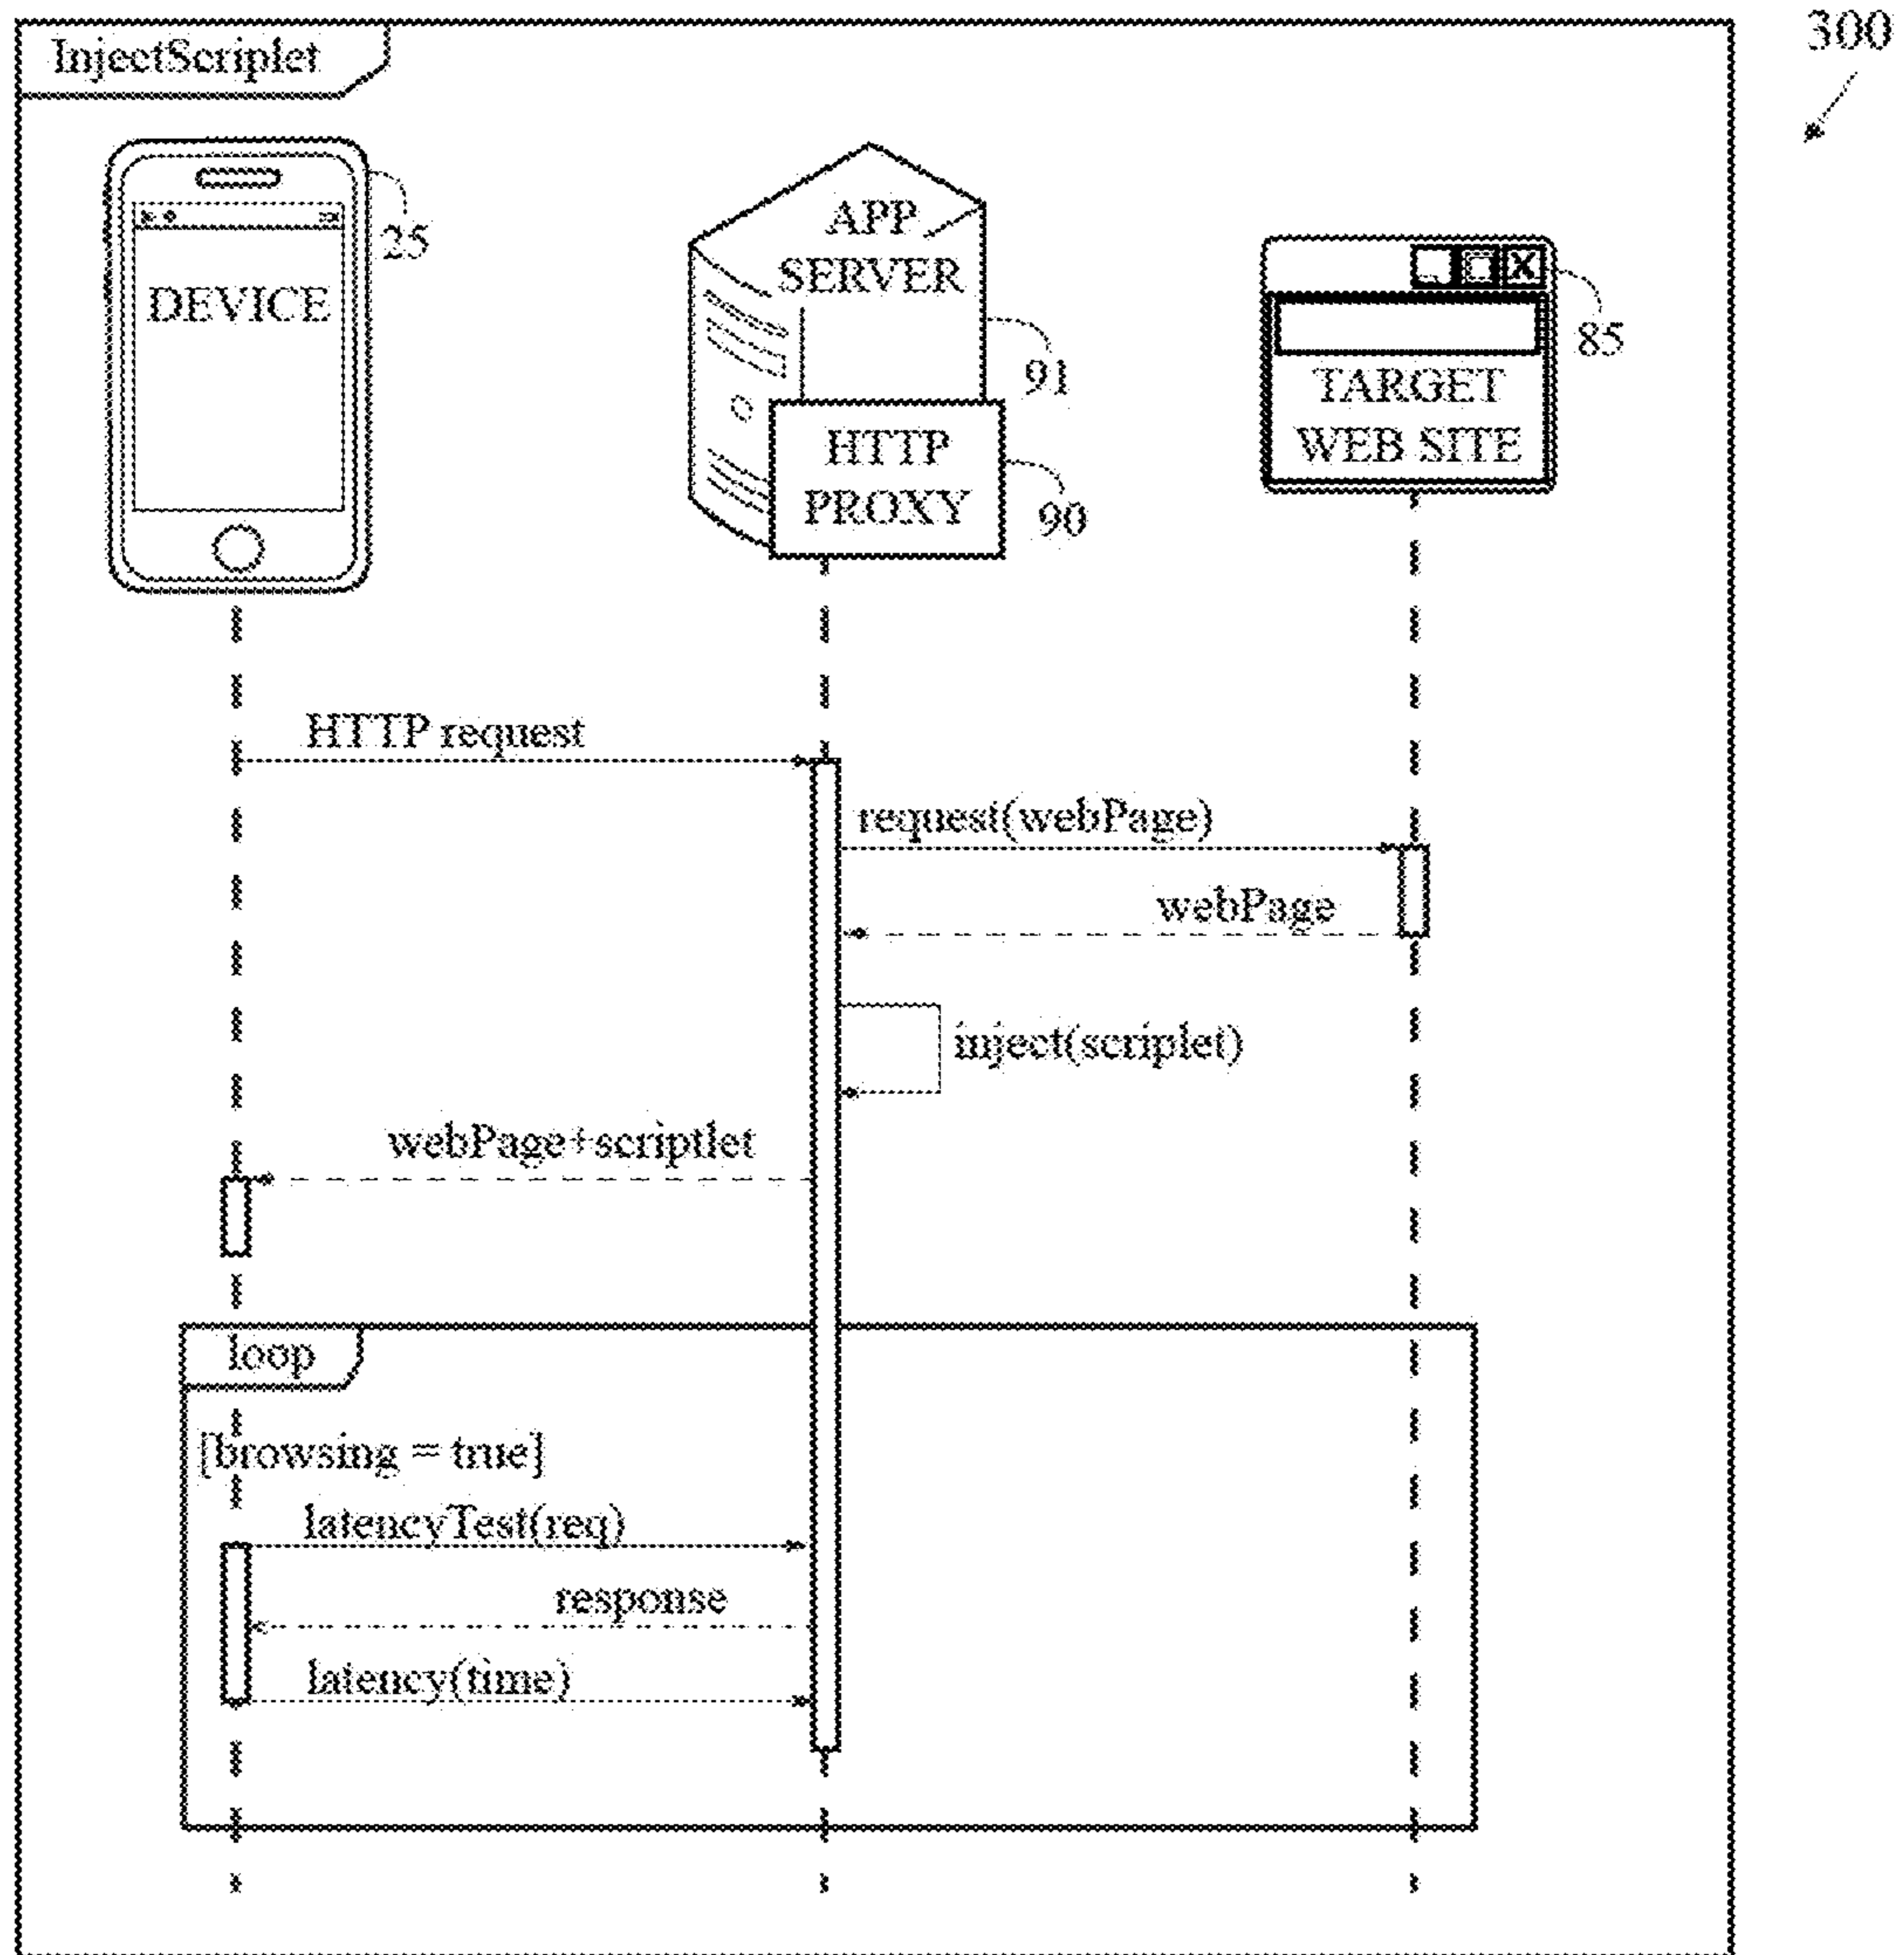 300
InjectScriplet
DEVICE
25
APP
SERVER
91
HTTP
PROXY
90
X
85
TARGET
WEB SITE
HTTP request
request(webPage)
webPage
inject(scriplet)
webPage+scriptlet
loop
[browsing = true]
latencyTest(req)
response
latency(time)